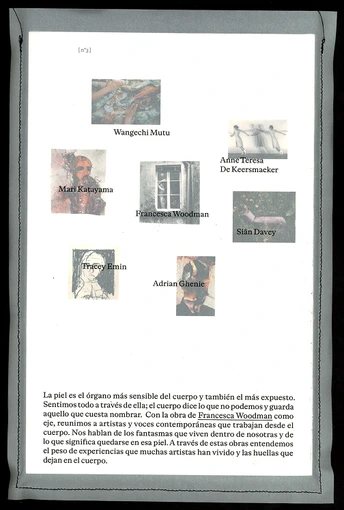 [nº3]
Wangechi Mutu
Anne Teresa
De Keersmaeker
Mari Katayama
Francesca Woodman
Siân Davey
Tracey Emin
Adrian Ghenie
La piel es el órgano más sensible del cuerpo y también el más expuesto.
Sentimos todo a través de ella; el cuerpo dice lo que no podemos y guarda
aquello que cuesta nombrar. Con la obra de Francesca Woodman como
eje, reunimos a artistas y voces contemporáneas que trabajan desde el
cuerpo. Nos hablan de los fantasmas que viven dentro de nosotras y de
lo que significa quedarse en esa piel. A través de estas obras entendemos
el peso de experiencias que muchas artistas han vivido y las huellas que
dejan en el cuerpo.